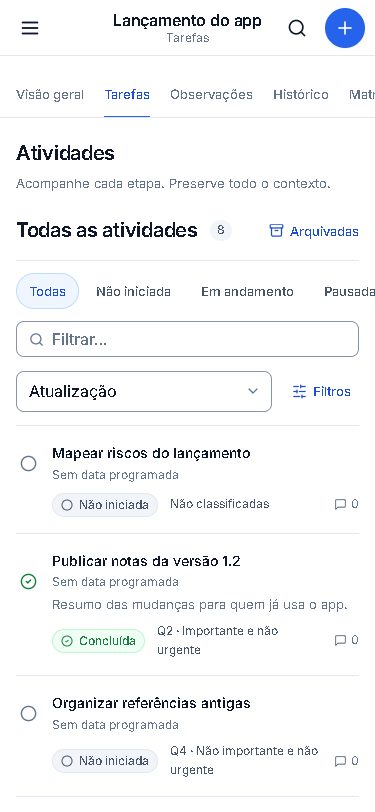 Lançamento do app
Tarefas
Visão geral Tarefas Observações Histórico Matr
Atividades
Acompanhe cada etapa. Preserve todo o contexto.
Todas as atividades 8 Arquivadas
Todas Não iniciada Em andamento Pausada
Filtrar...
Atualização Filtros
Mapear riscos do lançamento
Sem data programada
Não iniciada Não classificadas 0
Publicar notas da versão 1.2
Sem data programada
Resumo das mudanças para quem já usa o app.
Concluída Q2 · Importante e não urgente 0
Organizar referências antigas
Sem data programada
Não iniciada Q4 · Não importante e não urgente 0